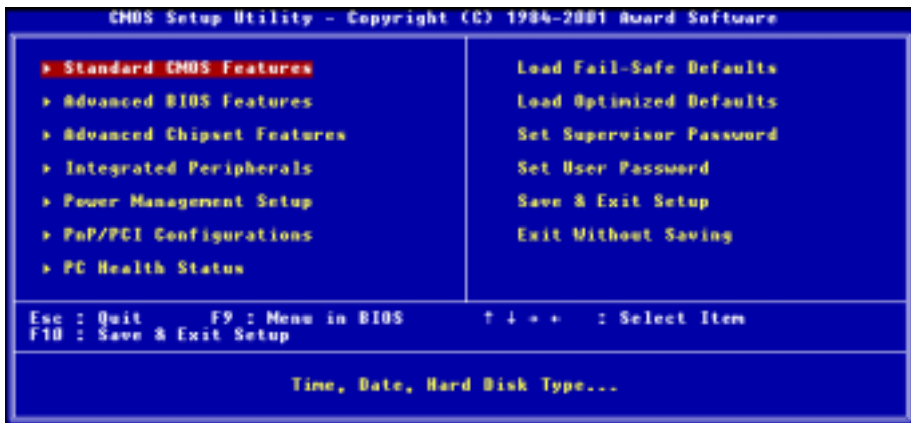 CMOS Setup Utility - Copyright (C) 1984-2001 Award Software
▸ Standard CMOS Features
▸ Advanced BIOS Features
▸ Advanced Chipset Features
▸ Integrated Peripherals
▸ Power Management Setup
▸ PnP/PCI Configurations
▸ PC Health Status
Load Fail-Safe Defaults
Load Optimized Defaults
Set Supervisor Password
Set User Password
Save & Exit Setup
Exit Without Saving
Esc : Quit F9 : Menu in BIOS ↑ ↓ → ← : Select Item
F10 : Save & Exit Setup
Time, Date, Hard Disk Type...